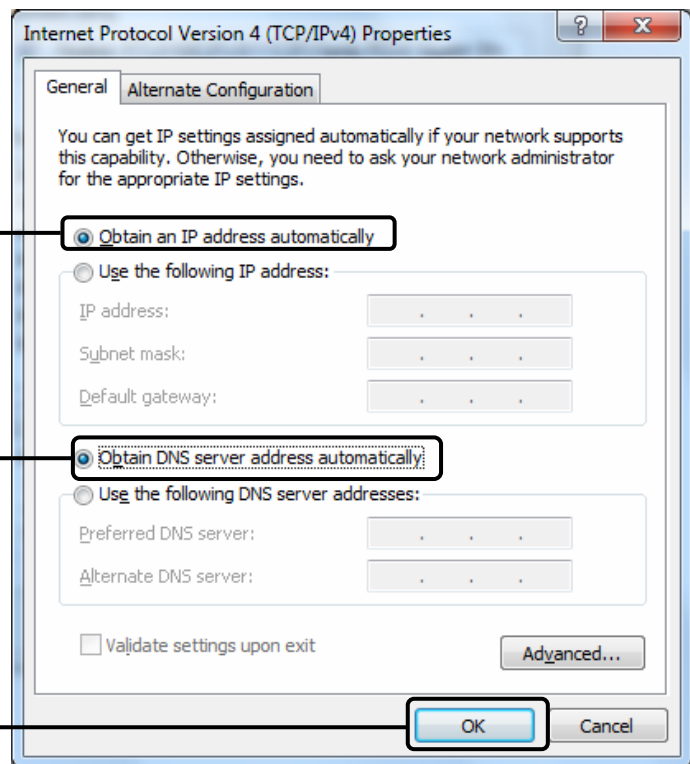 Internet Protocol Version 4 (TCP/IPv4) Properties
General
Alternate Configuration
You can get IP settings assigned automatically if your network supports
this capability. Otherwise, you need to ask your network administrator
for the appropriate IP settings.
Obtain an IP address automatically
Use the following IP address:
IP address:
Subnet mask:
Default gateway:
Obtain DNS server address automatically
Use the following DNS server addresses:
Preferred DNS server:
Alternate DNS server:
Validate settings upon exit
Advanced...
OK
Cancel